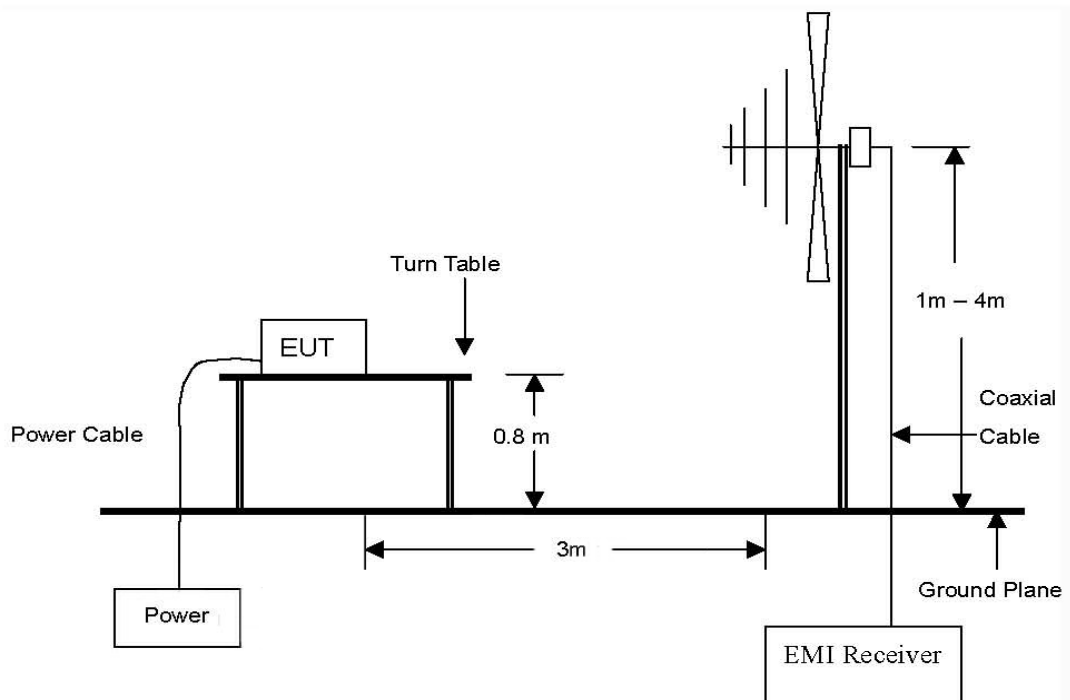 Turn Table
1m – 4m
EUT
Coaxial
Cable
Power Cable
0.8 m
3m
Ground Plane
Power
EMI Receiver